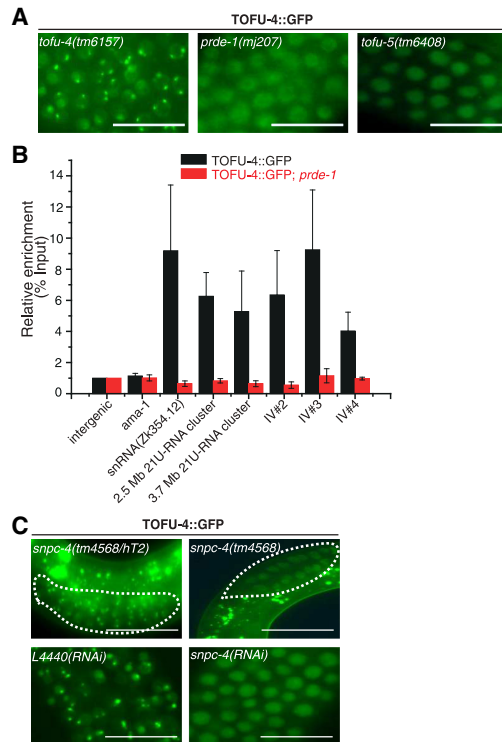 A
TOFU-4::GFP
tofu-4(tm6157)
prde-1(mj207)
tofu-5(tm6408)
B
TOFU-4::GFP
TOFU-4::GFP; prde-1
Relative enrichment
(% Input)
14
12
10
8
6
4
2
1
0
intergenic
ama-1
snRNA(Zk354.12)
2.5 Mb 21U-RNA cluster
3.7 Mb 21U-RNA cluster
IV#2
IV#3
IV#4
C
TOFU-4::GFP
snpc-4(tm4568/hT2)
snpc-4(tm4568)
L4440(RNAi)
snpc-4(RNAi)